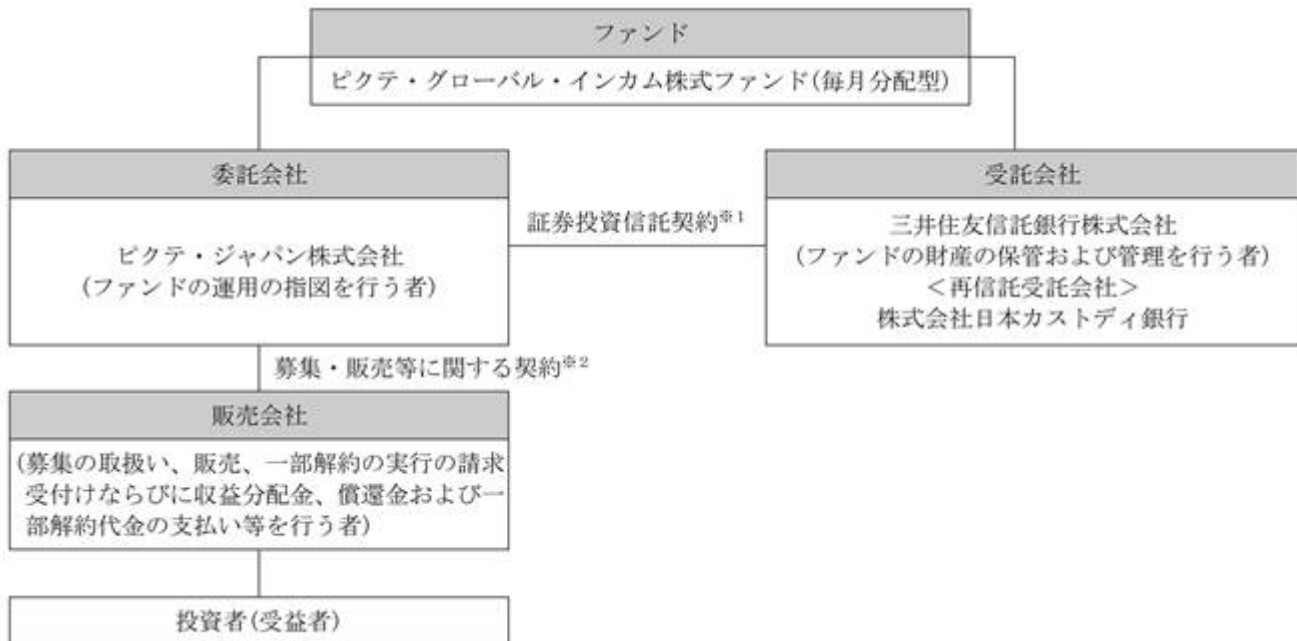 ファンド
ピクテ・グローバル・インカム株式ファンド(毎月分配型)
委託会社
ピクテ・ジャパン株式会社
(ファンドの運用の指図を行う者)
証券投資信託契約※1
受託会社
三井住友信託銀行株式会社
(ファンドの財産の保管および管理を行う者)
＜再信託受託会社＞
株式会社日本カストディ銀行
募集・販売等に関する契約※2
販売会社
(募集の取扱い、販売、一部解約の実行の請求
受付けならびに収益分配金、償還金および一
部解約代金の支払い等を行う者)
投資者(受益者)